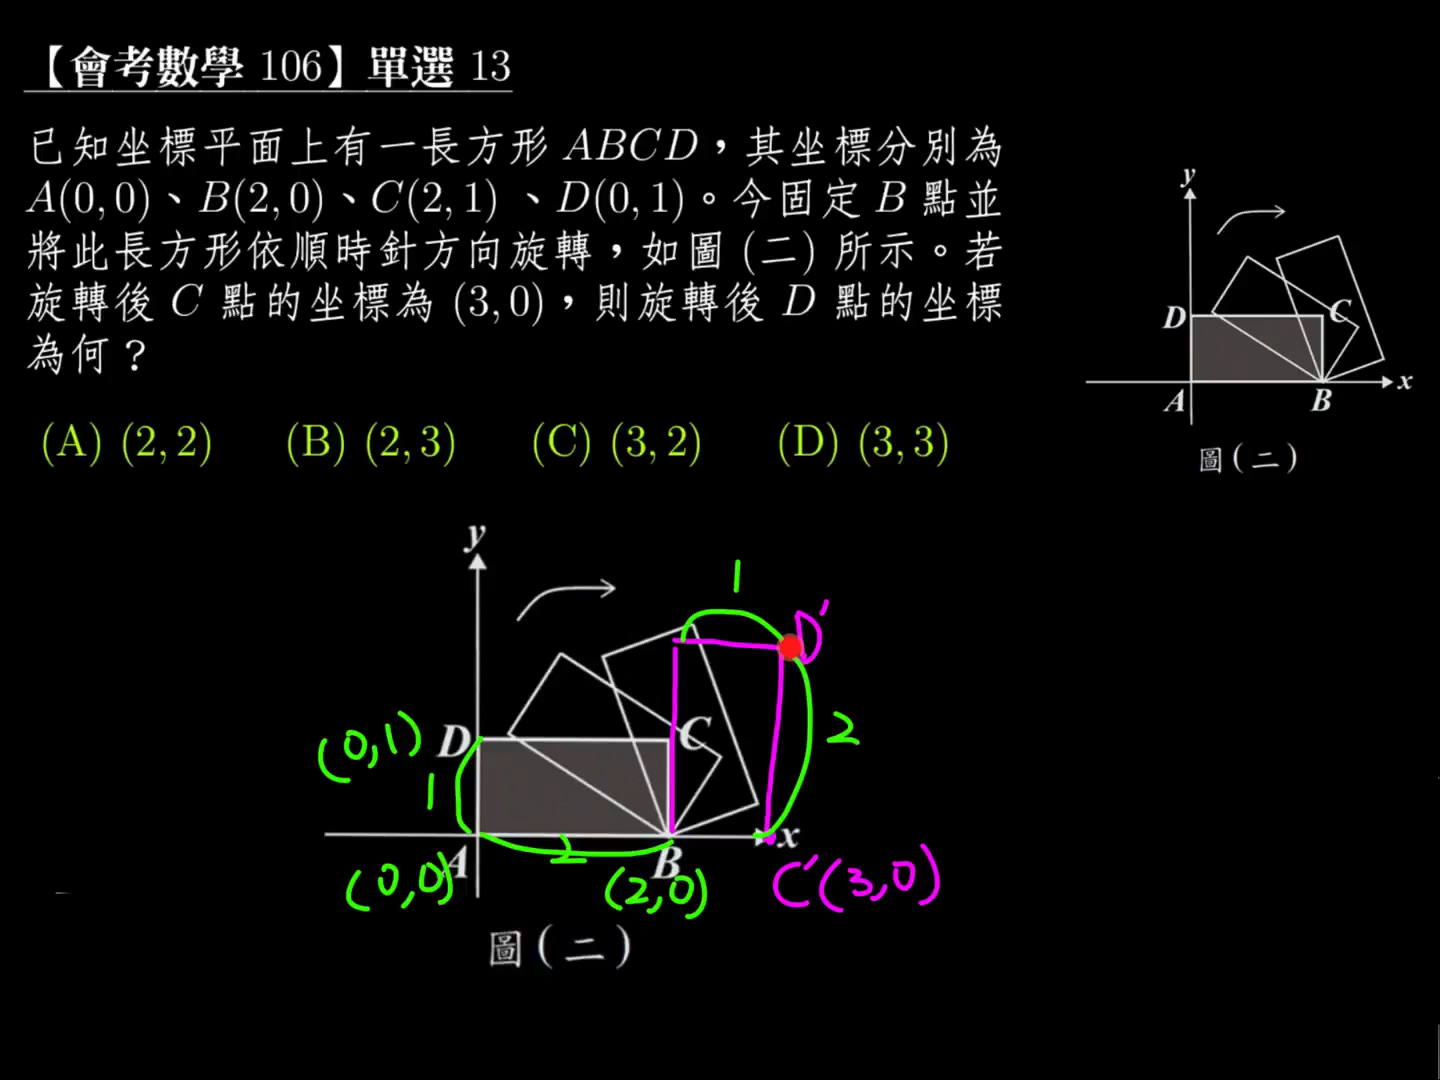 【會考數學 106】單選 13
已知坐標平面上有一長方形 ABCD，其坐標分別為
A(0,0)、B(2,0)、C(2,1)、D(0,1)。今固定 B 點並
將此長方形依順時針方向旋轉，如圖 (二) 所示。若
旋轉後 C 點的坐標為 (3,0)，則旋轉後 D 點的坐標
為何？
(A) (2,2) (B) (2,3) (C) (3,2) (D) (3,3)
y
D C
A B x
圖(二)
y
1
D'
(0,1) D C 2
1
2 x
A B
(0,0) (2,0) C'(3,0)
圖(二)